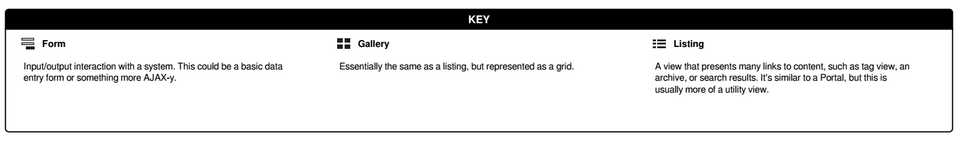 KEY
Form
Input/output interaction with a system. This could be a basic data
entry form or something more AJAX-y.
Gallery
Essentially the same as a listing, but represented as a grid.
Listing
A view that presents many links to content, such as tag view, an
archive, or search results. It's similar to a Portal, but this is
usually more of a utility view.